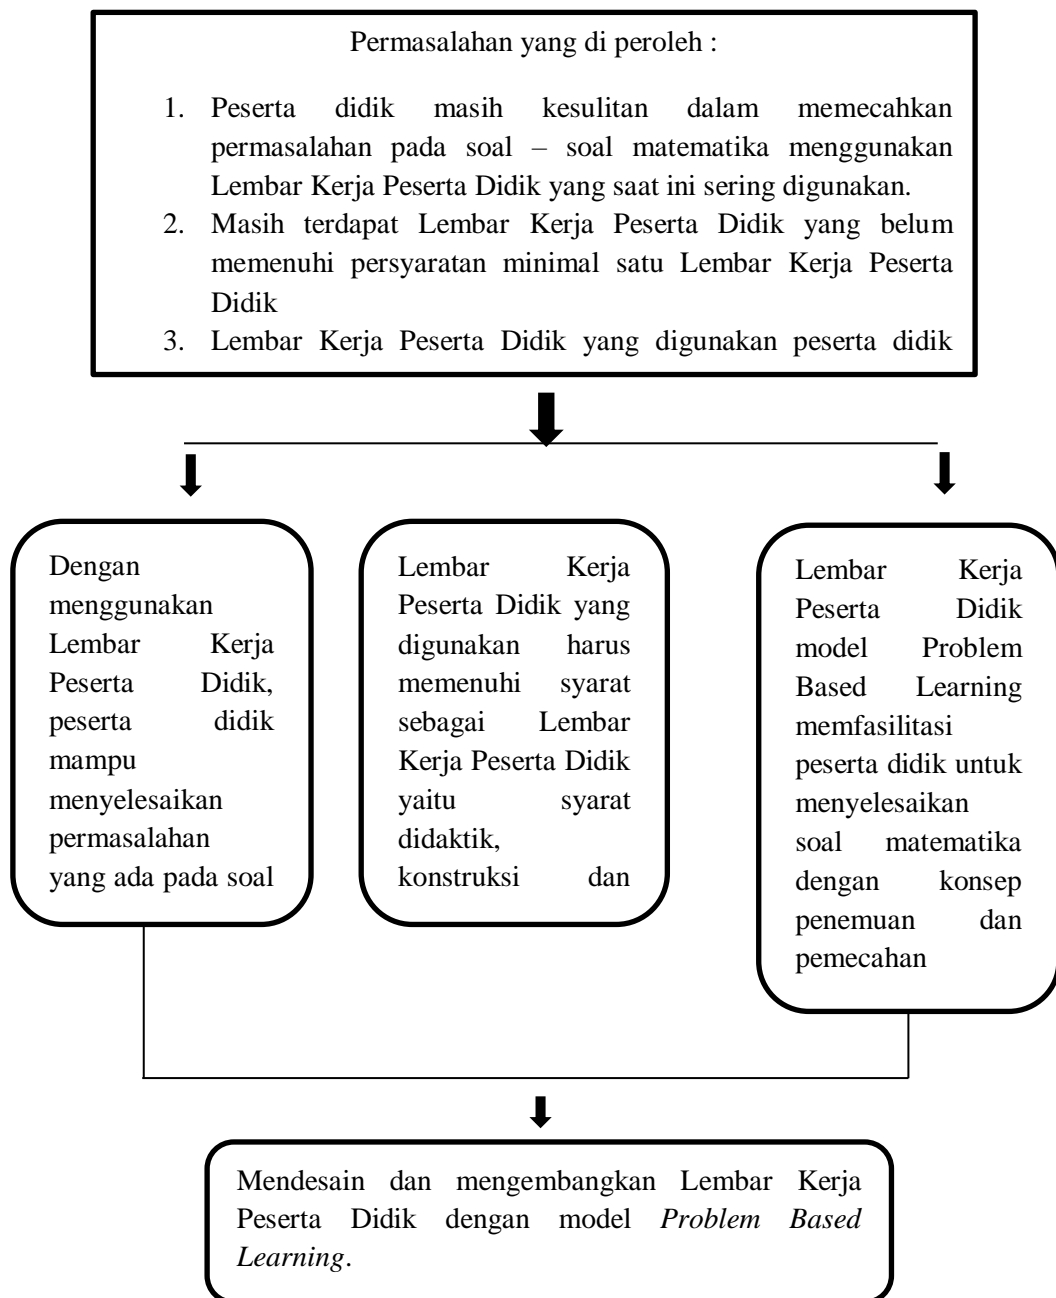 Permasalahan yang di peroleh :
1. Peserta didik masih kesulitan dalam memecahkan
permasalahan pada soal – soal matematika menggunakan
Lembar Kerja Peserta Didik yang saat ini sering digunakan.
2. Masih terdapat Lembar Kerja Peserta Didik yang belum
memenuhi persyaratan minimal satu Lembar Kerja Peserta
Didik
3. Lembar Kerja Peserta Didik yang digunakan peserta didik
Dengan
menggunakan
Lembar Kerja
Peserta Didik,
peserta didik
mampu
menyelesaikan
permasalahan
yang ada pada soal
Lembar Kerja
Peserta Didik yang
digunakan harus
memenuhi syarat
sebagai Lembar
Kerja Peserta Didik
yaitu syarat
didaktik,
konstruksi dan
Lembar Kerja
Peserta Didik
model Problem
Based Learning
memfasilitasi
peserta didik untuk
menyelesaikan
soal matematika
dengan konsep
penemuan dan
pemecahan
Mendesain dan mengembangkan Lembar Kerja
Peserta Didik dengan model Problem Based
Learning.